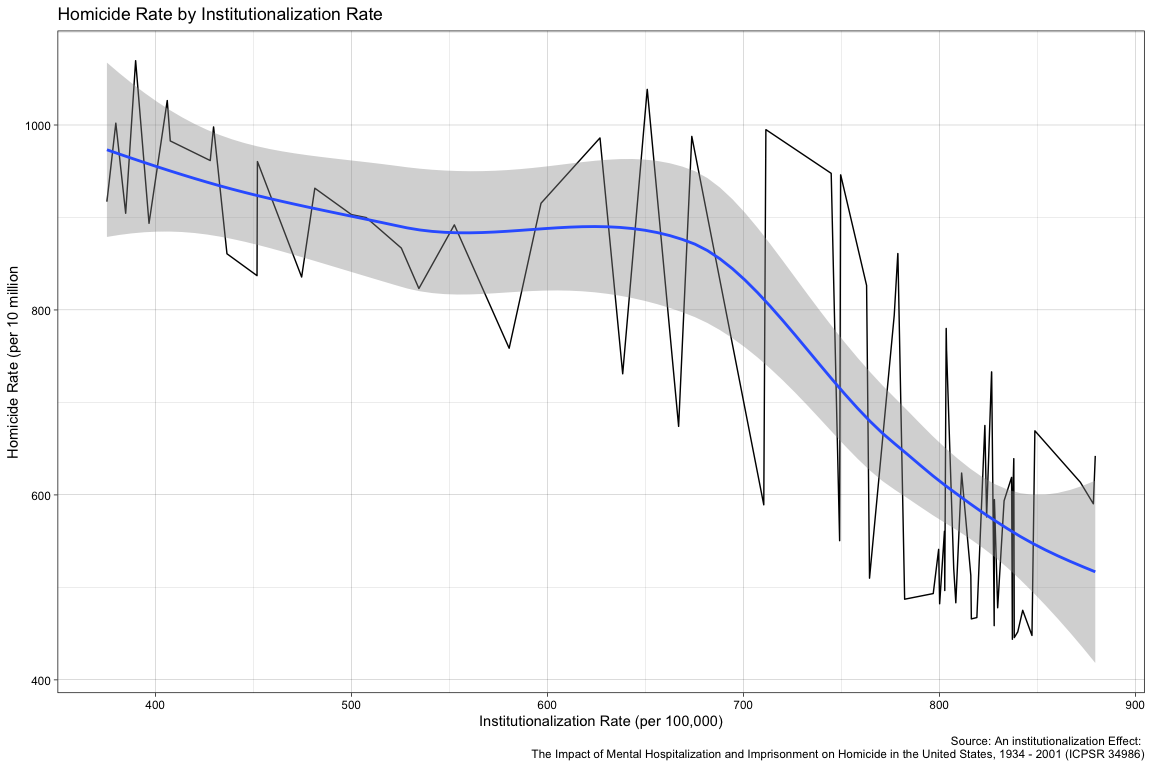 Homicide Rate by Institutionalization Rate
Homicide Rate (per 10 million
1000
800
600
400
400
500
600
700
800
900
Institutionalization Rate (per 100,000)
Source: An institutionalization Effect:
The Impact of Mental Hospitalization and Imprisonment on Homicide in the United States, 1934 - 2001 (ICPSR 34986)